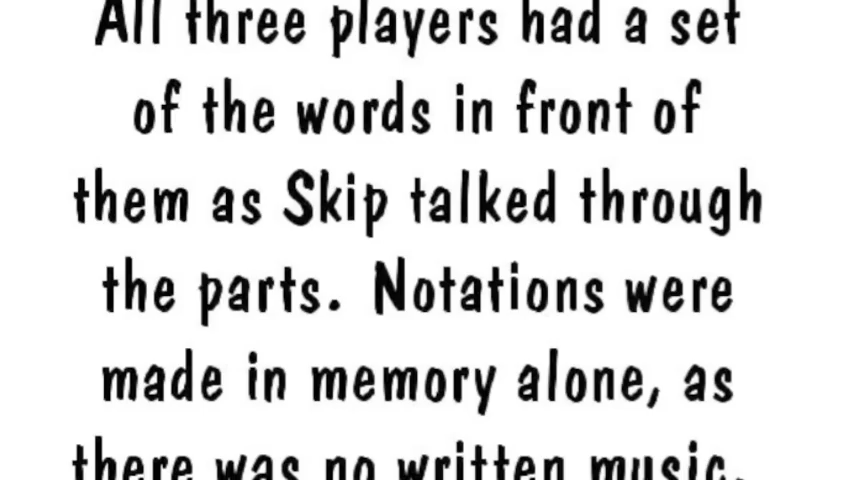 All three players had a set
of the words in front of
them as Skip talked through
the parts. Notations were
made in memory alone, as
there was no written music.